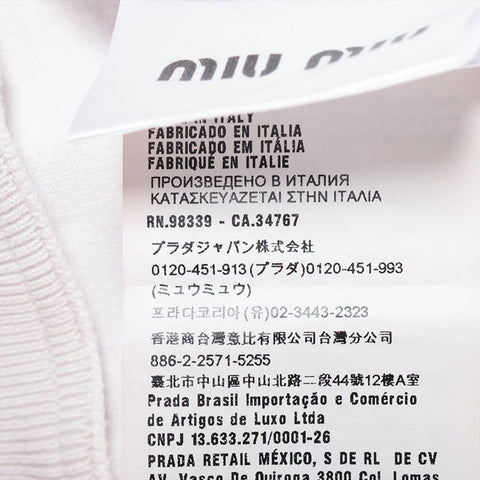 miu miu
IN ITALY
FABRICADO EN ITALIA
FABRICADO EM ITÁLIA
FABRIQUÉ EN ITALIE
ПРОИЗВЕДЕНО В ИТАЛИЯ
ΚΑΤΑΣΚΕΥΑΖΕΤΑΙ ΣΤΗΝ ΙΤΑΛΙΑ
RN.98339 - CA.34767
プラダジャパン株式会社
0120-451-913(プラダ)0120-451-993
(ミュウミュウ)
프라다코리아(유)02-3443-2323
香港商台灣意比有限公司台灣分公司
886-2-2571-5255
臺北市中山區中山北路二段44號12樓A室
Prada Brasil Importação e Comércio
de Artigos de Luxo Ltda
CNPJ 13.633.271/0001-26
PRADA RETAIL MÉXICO, S DE RL DE CV
AV. Vasco De Quiroga 3800 Col. Lomas